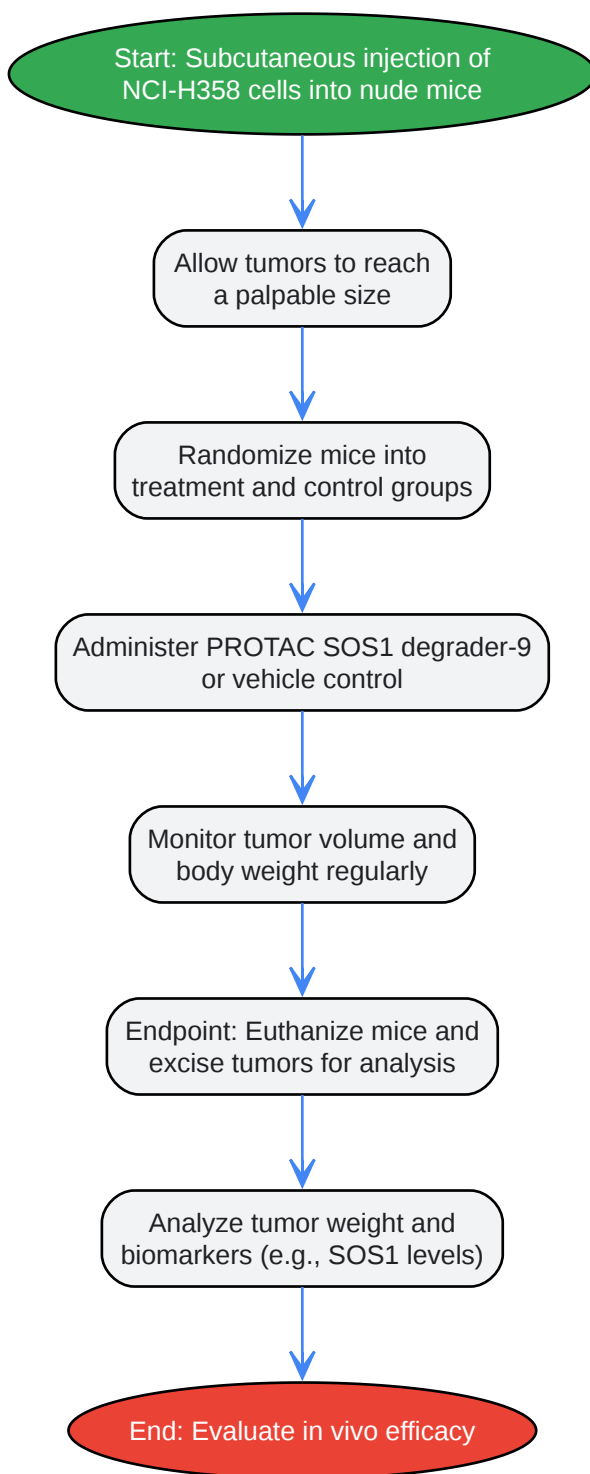 Start: Subcutaneous injection of
NCI-H358 cells into nude mice
Allow tumors to reach
a palpable size
Randomize mice into
treatment and control groups
Administer PROTAC SOS1 degrader-9
or vehicle control
Monitor tumor volume and
body weight regularly
Endpoint: Euthanize mice and
excise tumors for analysis
Analyze tumor weight and
biomarkers (e.g., SOS1 levels)
End: Evaluate in vivo efficacy